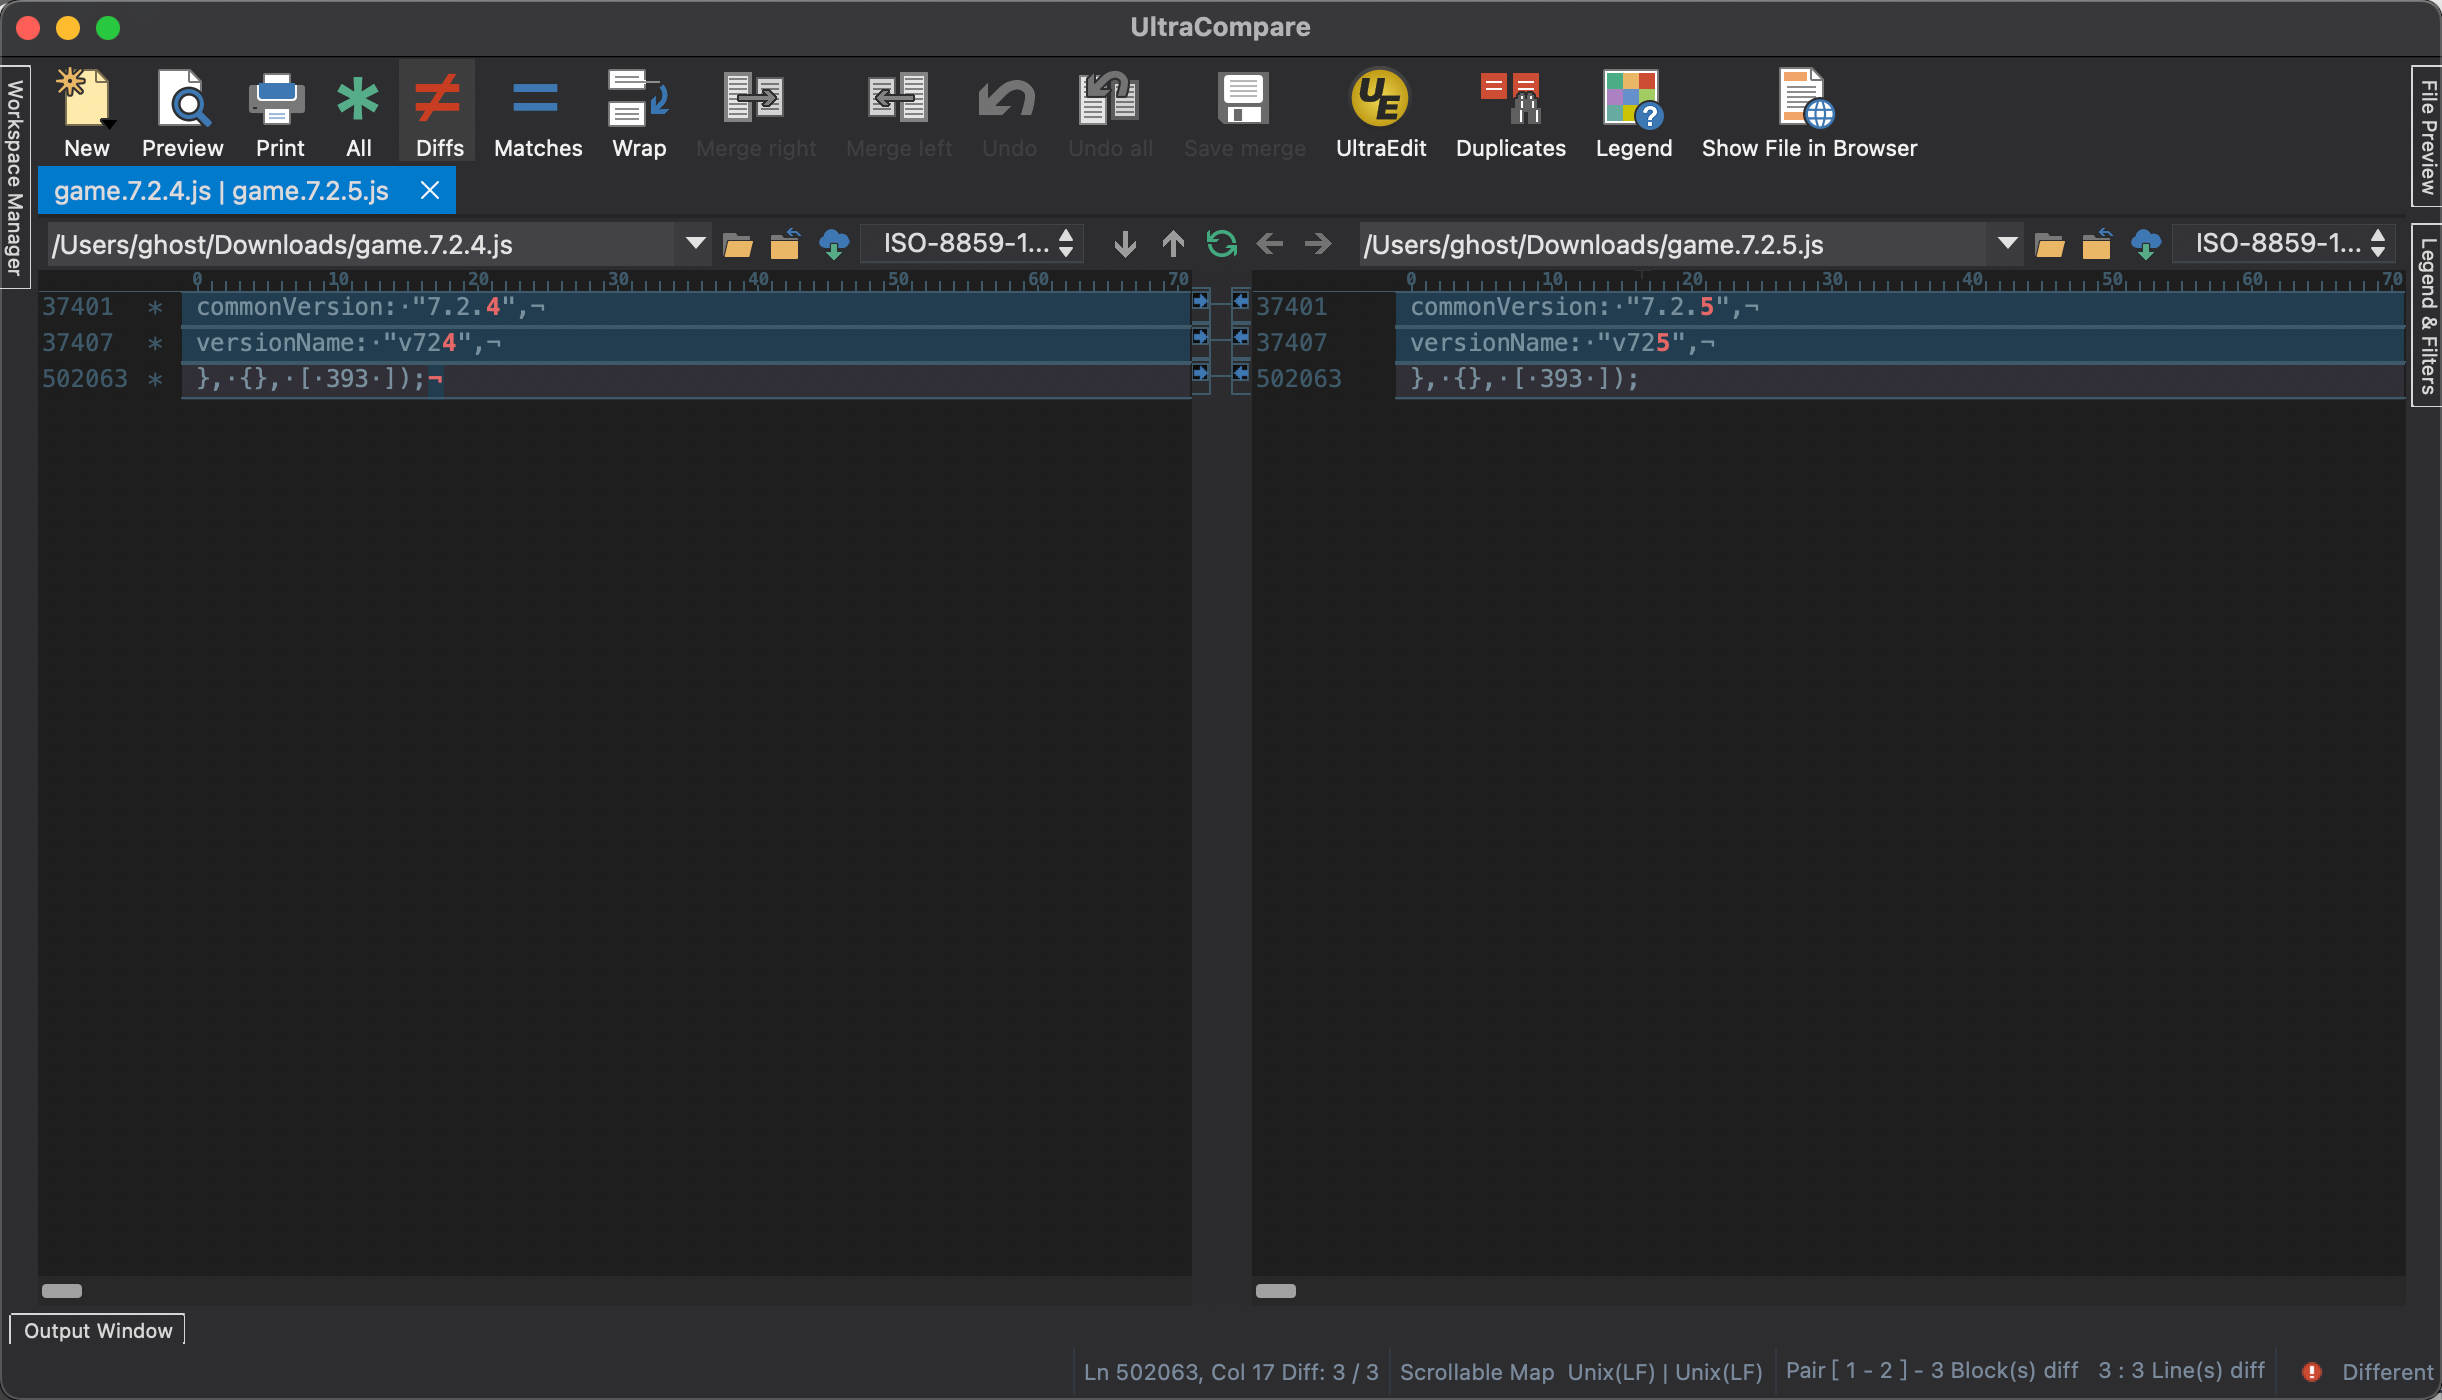 UltraCompare
Workspace Manager
New
Preview
Print
All
Diffs
Matches
Wrap
Merge right
Merge left
Undo
Undo all
Save merge
UltraEdit
Duplicates
Legend
Show File in Browser
File Preview
Legend & Filters
game.7.2.4.js | game.7.2.5.js
/Users/ghost/Downloads/game.7.2.4.js
ISO-8859-1...
/Users/ghost/Downloads/game.7.2.5.js
ISO-8859-1...
0 10 20 30 40 50 60 70
37401 * commonVersion:·"7.2.4",¬
37407 * versionName:·"v724",¬
502063 * },·{},·[·393·]);¬
0 10 20 30 40 50 60 70
37401 commonVersion:·"7.2.5",¬
37407 versionName:·"v725",¬
502063 },·{},·[·393·]);
Output Window
Ln 502063, Col 17 Diff: 3 / 3
Scrollable Map
Unix(LF) | Unix(LF)
Pair [ 1 - 2 ] - 3 Block(s) diff
3 : 3 Line(s) diff
Different